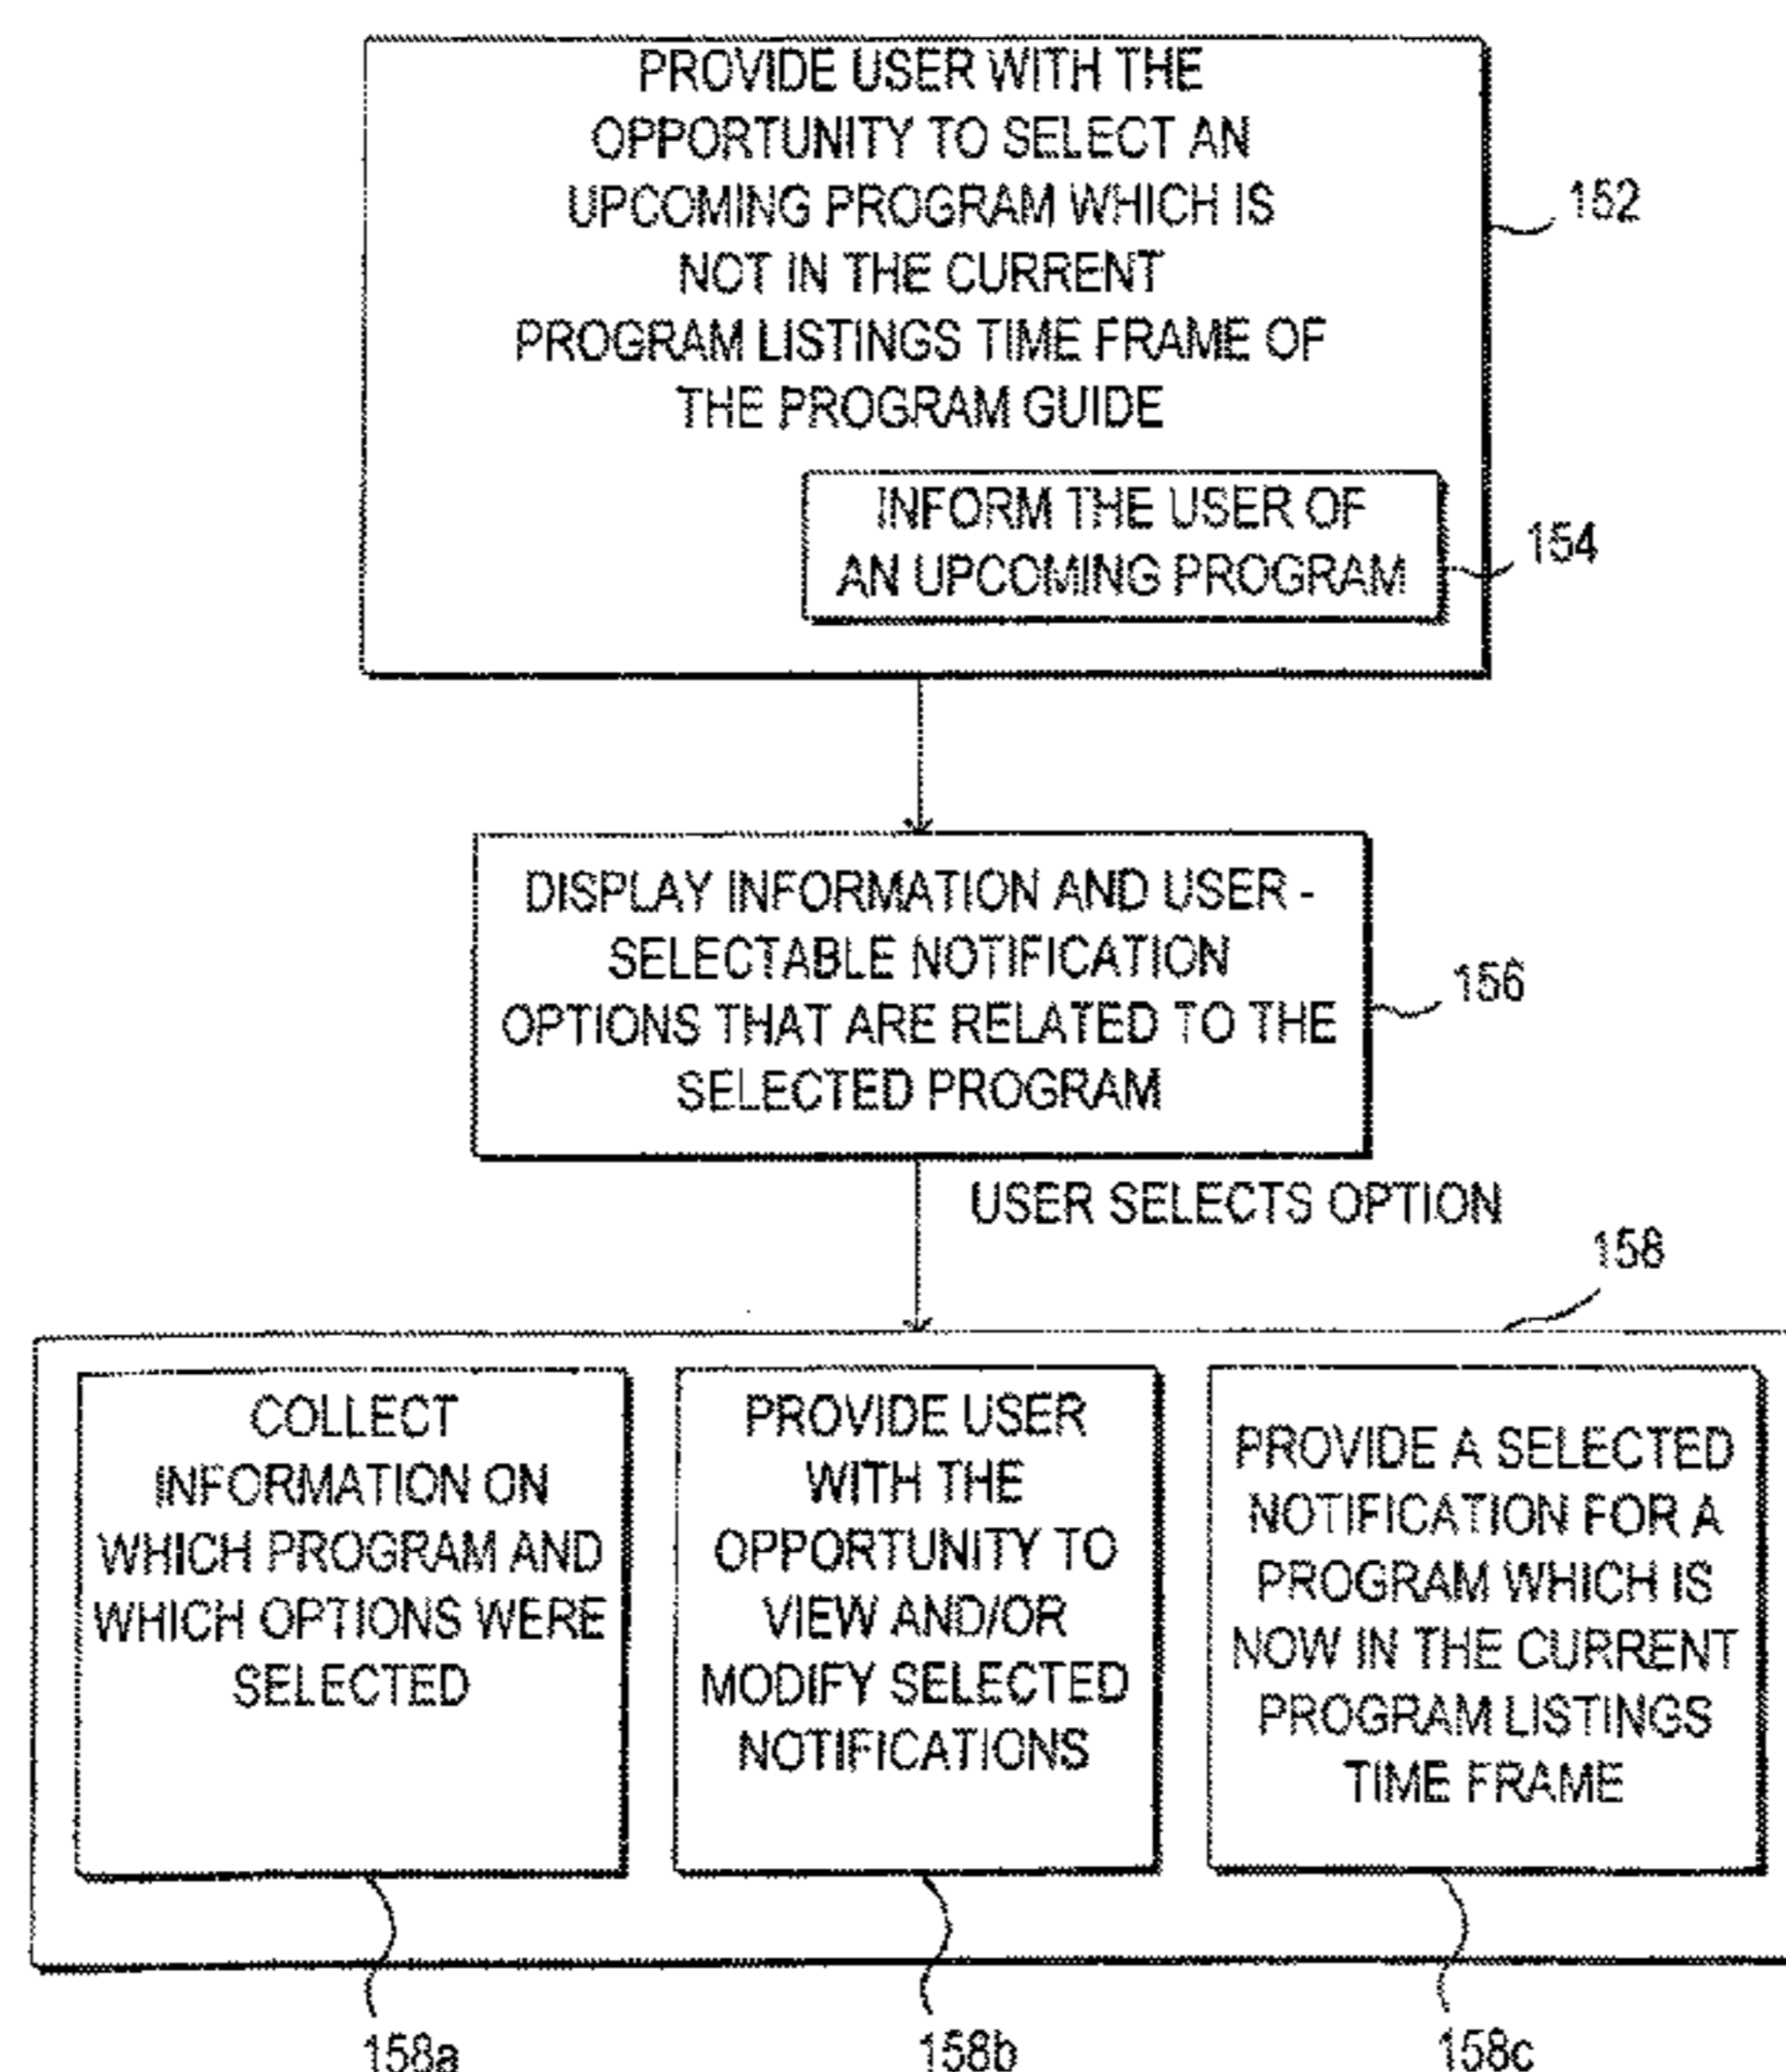 PROVIDE USER WITH THE
OPPORTUNITY TO SELECT AN
UPCOMING PROGRAM WHICH IS
NOT IN THE CURRENT
PROGRAM LISTINGS TIME FRAME OF
THE PROGRAM GUIDE
152
INFORM THE USER OF
AN UPCOMING PROGRAM
154
DISPLAY INFORMATION AND USER -
SELECTABLE NOTIFICATION
OPTIONS THAT ARE RELATED TO THE
SELECTED PROGRAM
156
USER SELECTS OPTION
158
COLLECT
INFORMATION ON
WHICH PROGRAM AND
WHICH OPTIONS WERE
SELECTED
PROVIDE USER
WITH THE
OPPORTUNITY TO
VIEW AND/OR
MODIFY SELECTED
NOTIFICATIONS
PROVIDE A SELECTED
NOTIFICATION FOR A
PROGRAM WHICH IS
NOW IN THE CURRENT
PROGRAM LISTINGS
TIME FRAME
158a
158b
158c